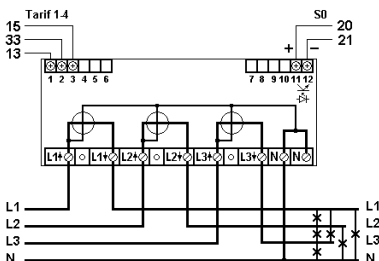 Tarif 1-4 S0
15 20
33 21
13 + −
1 2 3 4 5 6 7 8 9 10 11 12
L1 L1 L2 L2 L3 L3 N N
L1 L1
L2 L2
L3 L3
N N